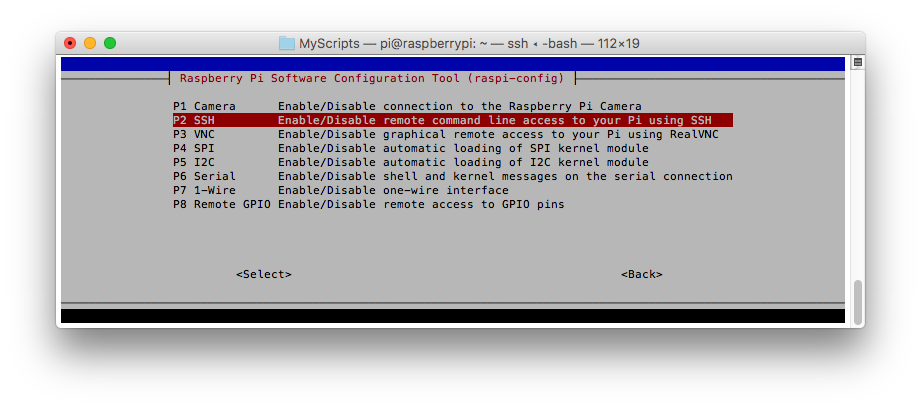 MyScripts — pi@raspberrypi: ~ — ssh ◂ -bash — 112×19
Raspberry Pi Software Configuration Tool (raspi-config)
P1 Camera Enable/Disable connection to the Raspberry Pi Camera
P2 SSH Enable/Disable remote command line access to your Pi using SSH
P3 VNC Enable/Disable graphical remote access to your Pi using RealVNC
P4 SPI Enable/Disable automatic loading of SPI kernel module
P5 I2C Enable/Disable automatic loading of I2C kernel module
P6 Serial Enable/Disable shell and kernel messages on the serial connection
P7 1-Wire Enable/Disable one-wire interface
P8 Remote GPIO Enable/Disable remote access to GPIO pins
<Select> <Back>